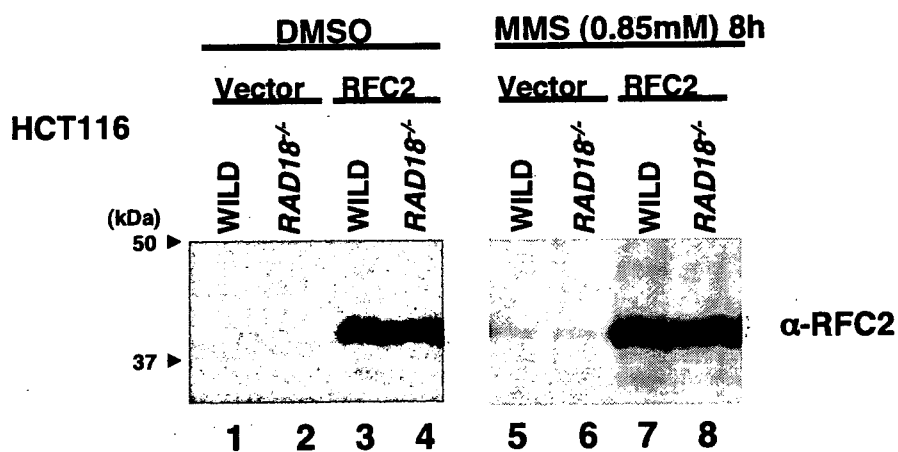 DMSO MMS (0.85mM) 8h
Vector RFC2 Vector RFC2
HCT116
WILD RAD18-/- WILD RAD18-/- WILD RAD18-/- WILD RAD18-/-
(kDa)
50
α-RFC2
37
1 2 3 4 5 6 7 8